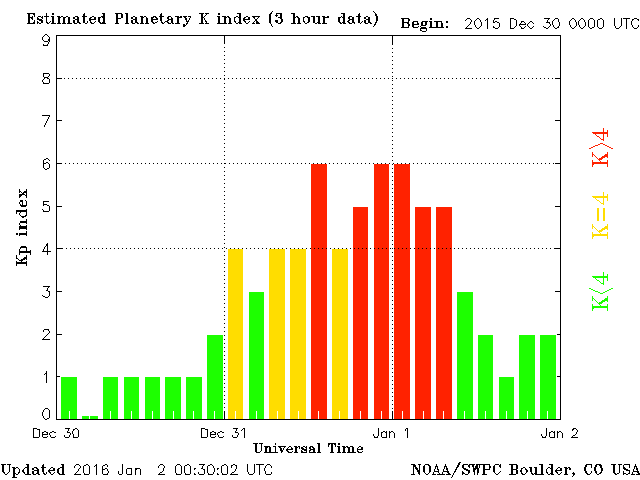 Estimated Planetary K index (3 hour data) Begin: 2015 Dec 30 0000 UTC
9
8
7
6
5
4
3
2
1
0
Kp index
K>4
K=4
K<4
Dec 30 Dec 31 Jan 1 Jan 2
Universal Time
Updated 2016 Jan 2 00:30:02 UTC NOAA/SWPC Boulder, CO USA